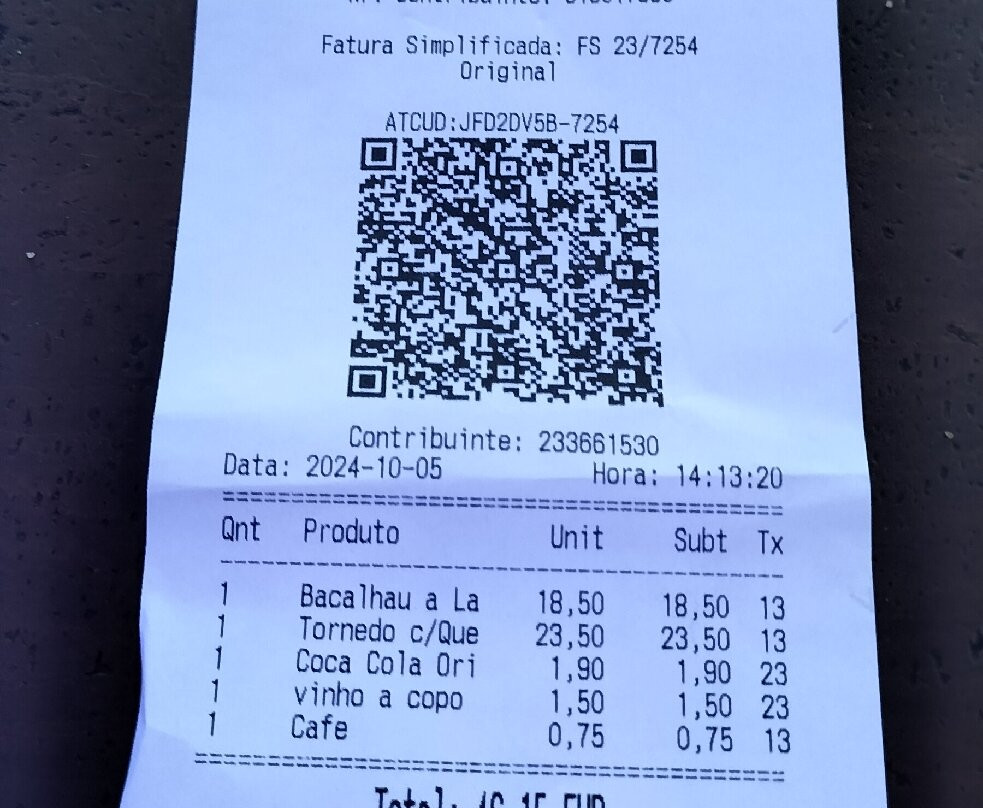 Fatura Simplificada: FS 23/7254
Original
ATCUD:JFD2DV5B-7254
Contribuinte: 233661530
Data: 2024-10-05 Hora: 14:13:20
Qnt Produto Unit Subt Tx
1 Bacalhau a La 18,50 18,50 13
1 Tornedo c/Que 23,50 23,50 13
1 Coca Cola Ori 1,90 1,90 23
1 vinho a copo 1,50 1,50 23
1 Cafe 0,75 0,75 13
Total: EUR